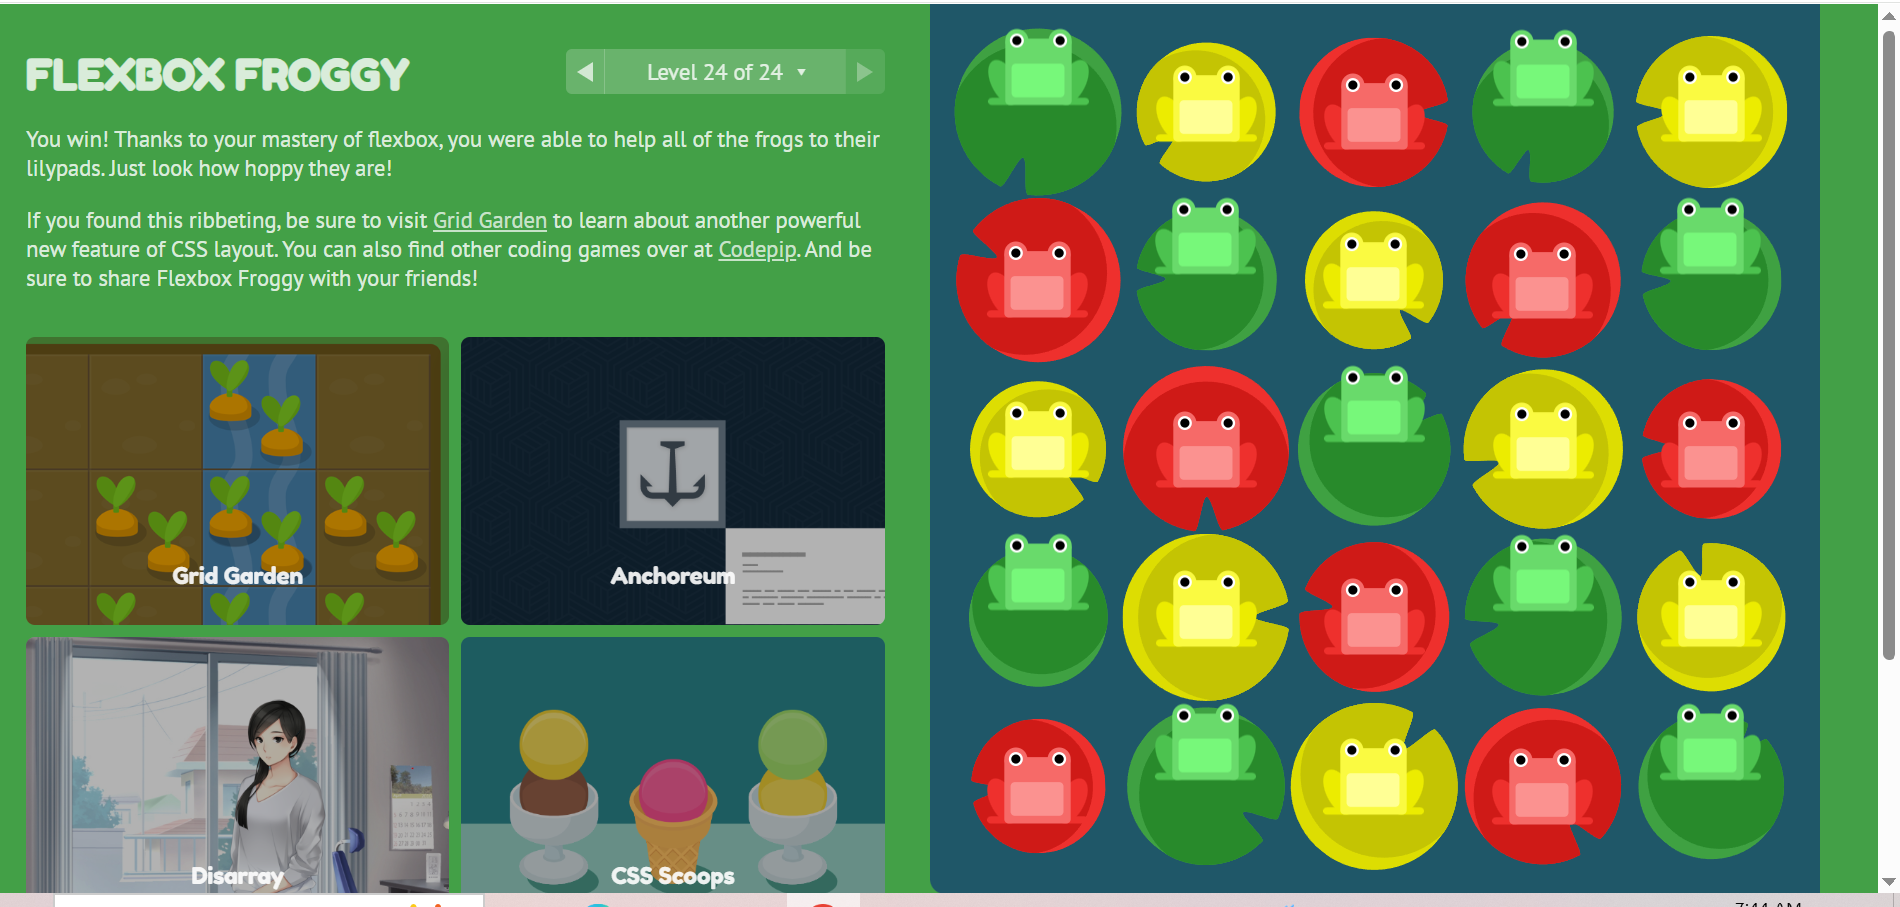 FLEXBOX FROGGY
Level 24 of 24
You win! Thanks to your mastery of flexbox, you were able to help all of the frogs to their
lilypads. Just look how hoppy they are!
If you found this ribbeting, be sure to visit Grid Garden to learn about another powerful
new feature of CSS layout. You can also find other coding games over at Codepip. And be
sure to share Flexbox Froggy with your friends!
Grid Garden
Anchoreum
Disarray
CSS Scoops
7:44 AM